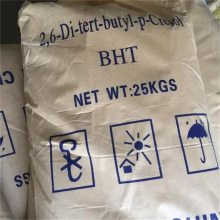 2,6-Di-tert-butyl-p-Cresol
BHT
NET WT:25KGS